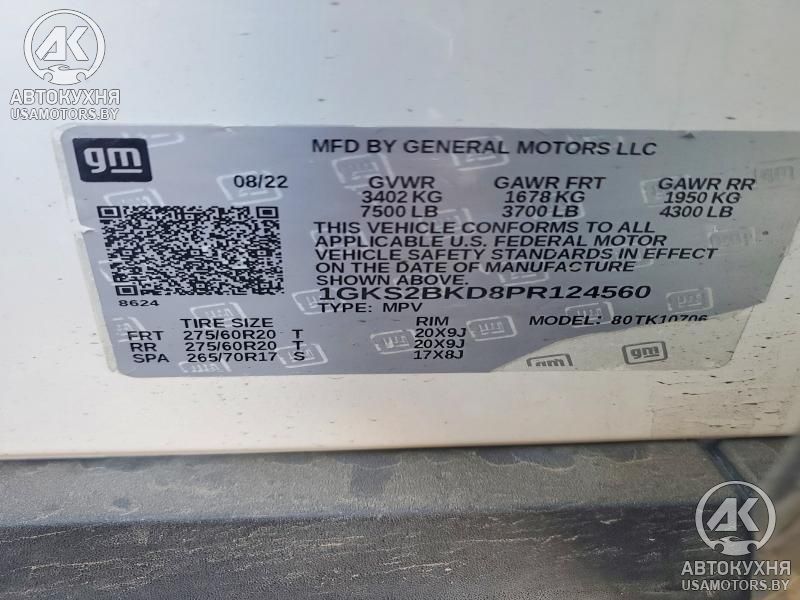 АК
АВТОКУХНЯ
USAMOTORS.BY
gm
MFD BY GENERAL MOTORS LLC
08/22 GVWR GAWR FRT GAWR RR
3402 KG 1678 KG 1950 KG
7500 LB 3700 LB 4300 LB
THIS VEHICLE CONFORMS TO ALL
APPLICABLE U.S. FEDERAL MOTOR
VEHICLE SAFETY STANDARDS IN EFFECT
ON THE DATE OF MANUFACTURE
SHOWN ABOVE.
8624
1GKS2BKD8PR124560
TYPE: MPV MODEL: 80TK10706
TIRE SIZE RIM
FRT 275/60R20 T 20X9J
RR 275/60R20 T 20X9J
SPA 265/70R17 S 17X8J
АК
АВТОКУХНЯ
USAMOTORS.BY